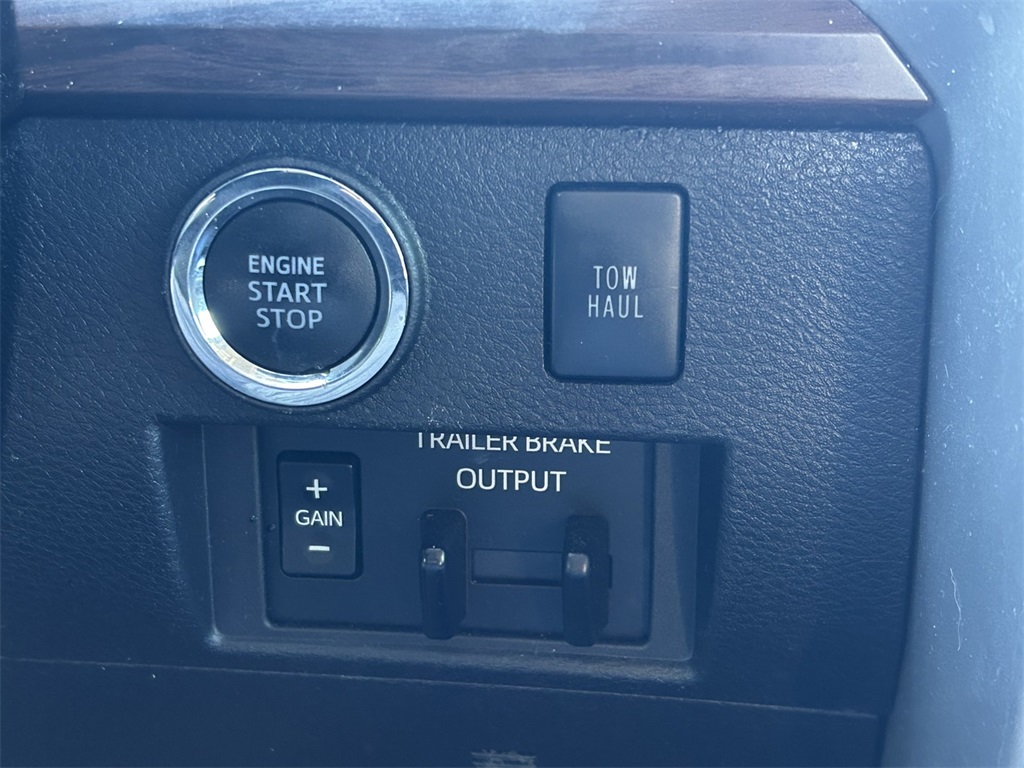 ENGINE
START
STOP
TOW
HAUL
TRAILER BRAKE
OUTPUT
+
GAIN
-